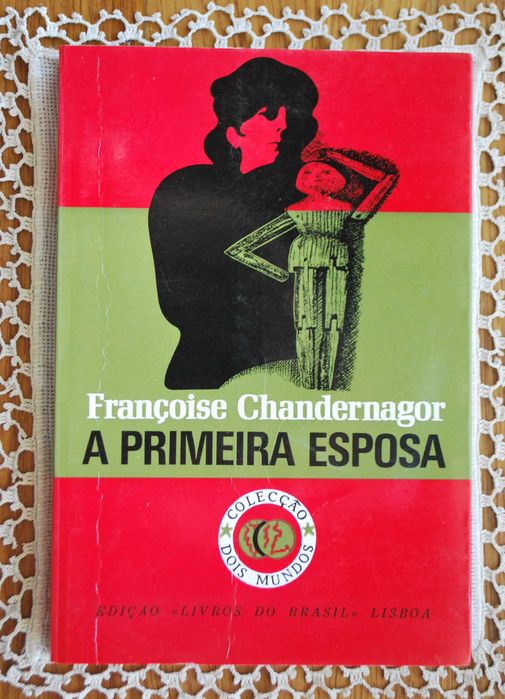 Françoise Chandernagor
A PRIMEIRA ESPOSA
COLECÇÃO
DOIS MUNDOS
EDIÇÃO «LIVROS DO BRASIL» LISBOA